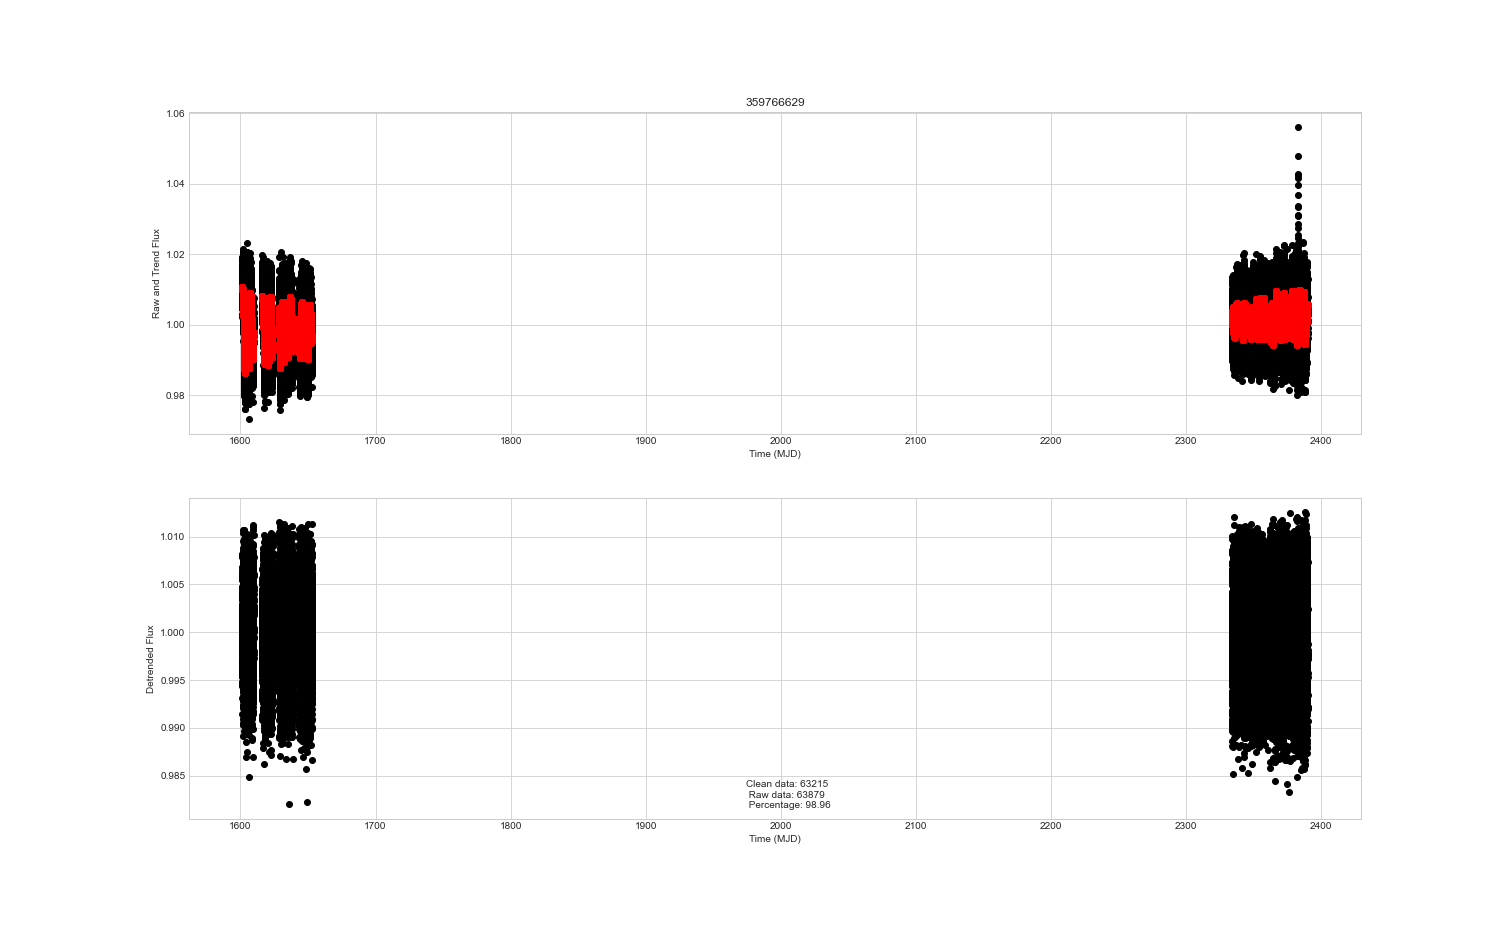 359766629
1.06
1.04
1.02
1.00
0.98
Raw and Trend Flux
1600 1700 1800 1900 2000 2100 2200 2300 2400
Time (MJD)
1.010
1.005
1.000
0.995
0.990
0.985
Detrended Flux
Clean data: 63215
Raw data: 63879
Percentage: 98.96
1600 1700 1800 1900 2000 2100 2200 2300 2400
Time (MJD)